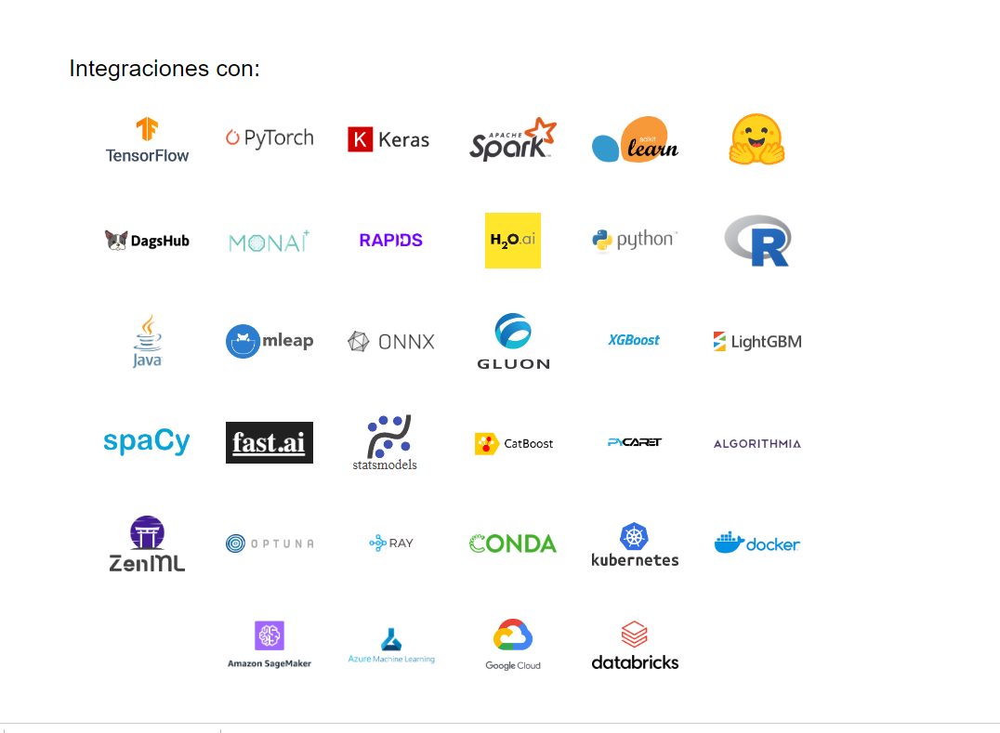 Integraciones con:
TensorFlow
PyTorch
K Keras
APACHE
Spark™
scikit
learn
DagsHub
MONAI
RAPIDS
H2O.ai
python™
R
Java
mleap
ONNX
GLUON
XGBoost
LightGBM
spaCy
fast.ai
statsmodels
CatBoost
PYCARET
ALGORITHMIA
ZenML
OPTUNA
RAY
CONDA
kubernetes
docker
Amazon SageMaker
Azure Machine Learning
Google Cloud
databricks